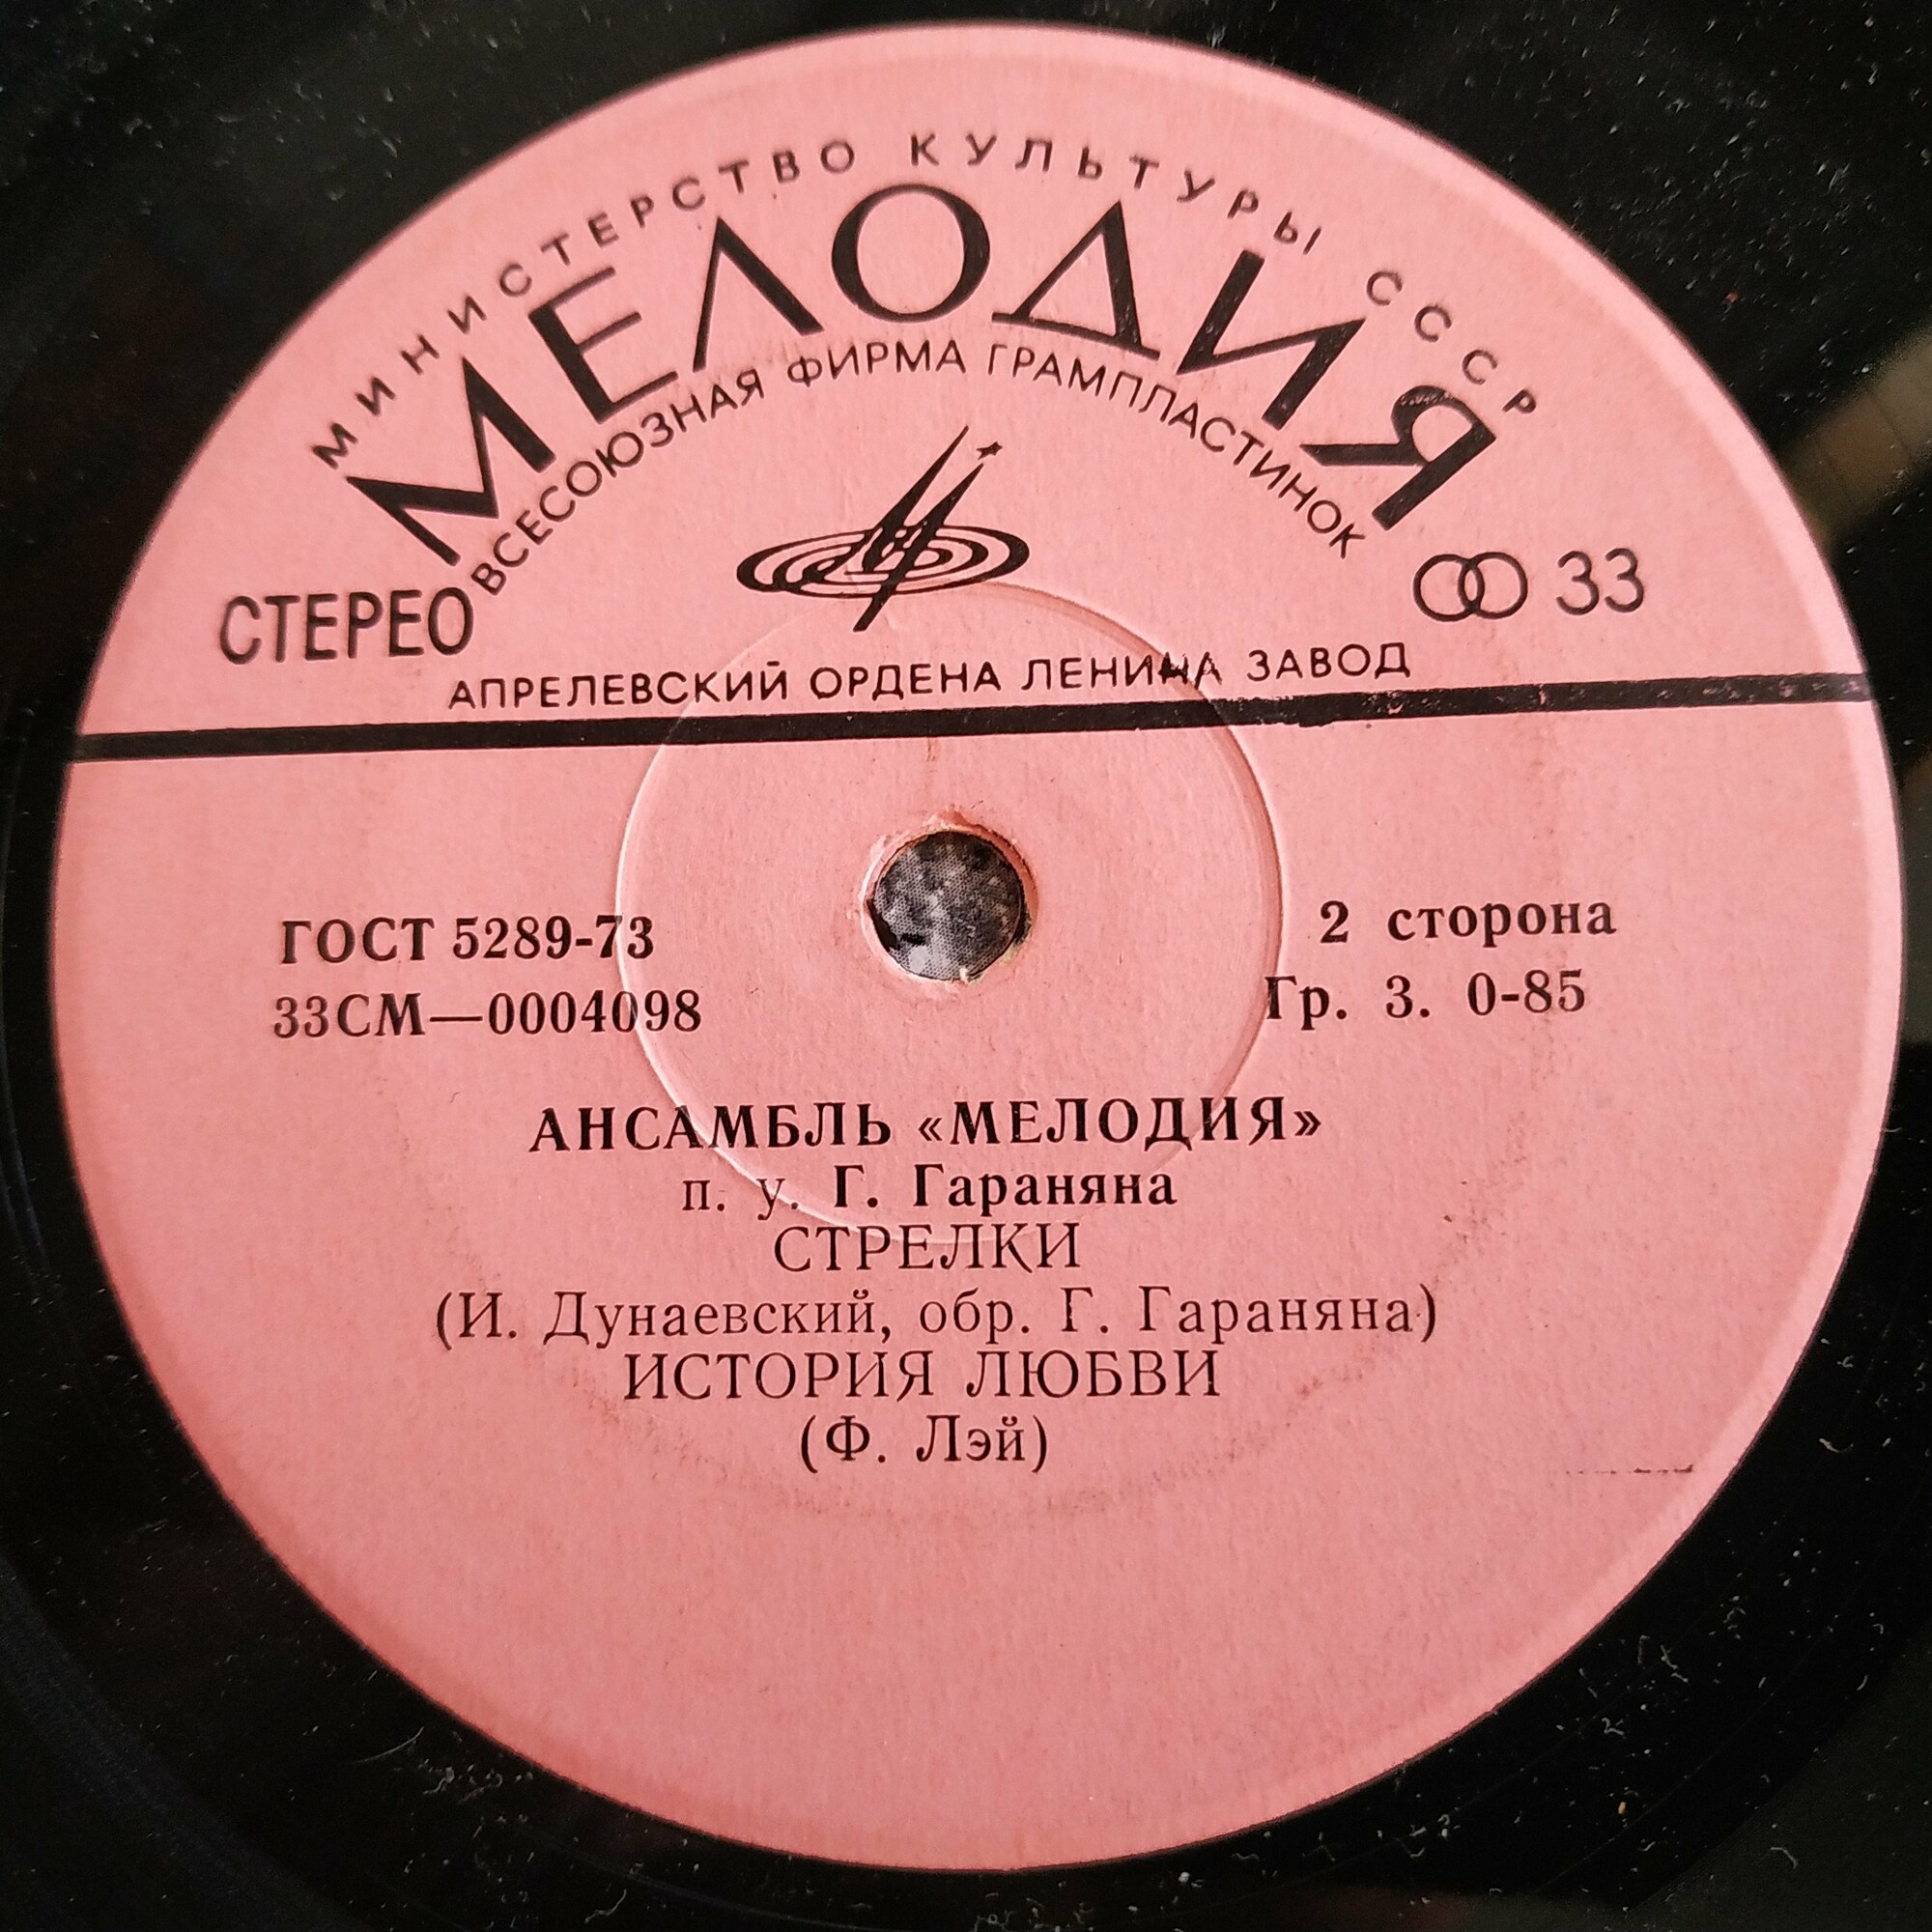 МИНИСТЕРСТВО КУЛЬТУРЫ СССР
МЕЛОДИЯ
ВСЕСОЮЗНАЯ ФИРМА ГРАМПЛАСТИНОК
СТЕРЕО
33
АПРЕЛЕВСКИЙ ОРДЕНА ЛЕНИНА ЗАВОД
ГОСТ 5289-73
33СМ—0004098
2 сторона
Гр. 3. 0-85
АНСАМБЛЬ «МЕЛОДИЯ»
п. у. Г. Гараняна
СТРЕЛКИ
(И. Дунаевский, обр. Г. Гараняна)
ИСТОРИЯ ЛЮБВИ
(Ф. Лэй)